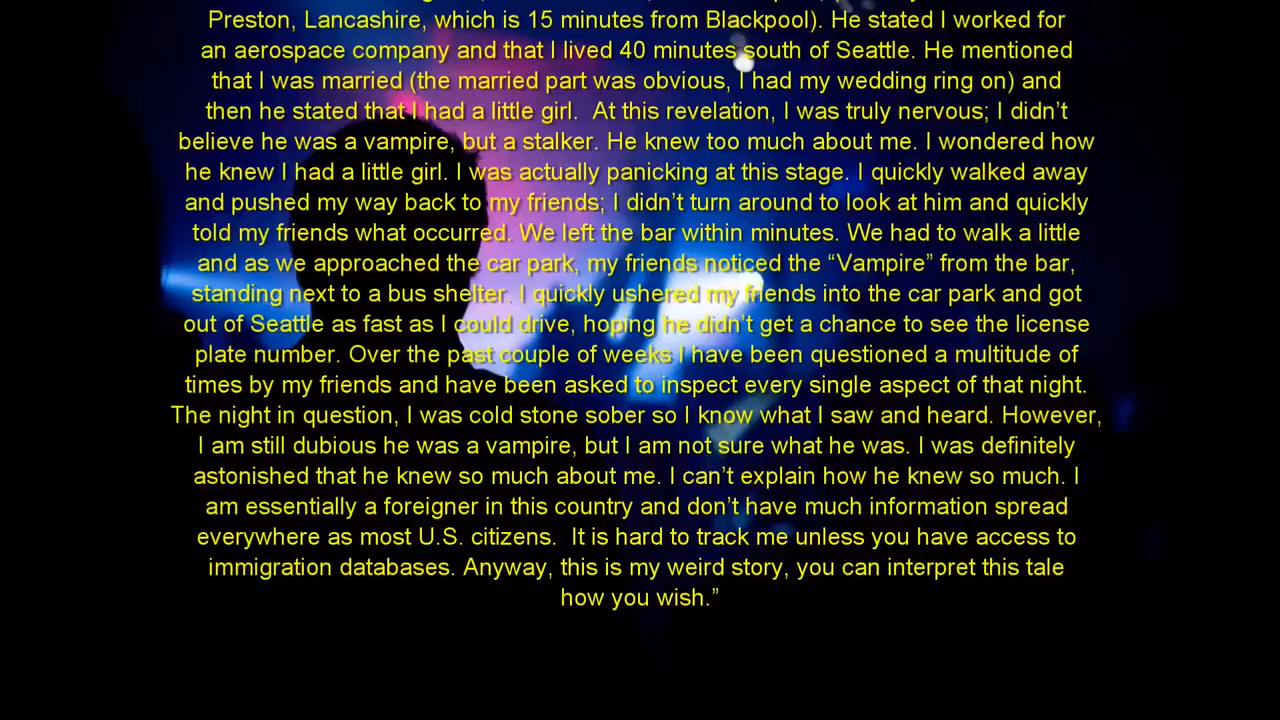 Preston, Lancashire, which is 15 minutes from Blackpool). He stated I worked for
an aerospace company and that I lived 40 minutes south of Seattle. He mentioned
that I was married (the married part was obvious, I had my wedding ring on) and
then he stated that I had a little girl.  At this revelation, I was truly nervous; I didn’t
believe he was a vampire, but a stalker. He knew too much about me. I wondered how
he knew I had a little girl. I was actually panicking at this stage. I quickly walked away
and pushed my way back to my friends; I didn’t turn around to look at him and quickly
told my friends what occurred. We left the bar within minutes. We had to walk a little
and as we approached the car park, my friends noticed the “Vampire” from the bar,
standing next to a bus shelter. I quickly ushered my friends into the car park and got
out of Seattle as fast as I could drive, hoping he didn’t get a chance to see the license
plate number. Over the past couple of weeks I have been questioned a multitude of
times by my friends and have been asked to inspect every single aspect of that night.
The night in question, I was cold stone sober so I know what I saw and heard. However,
I am still dubious he was a vampire, but I am not sure what he was. I was definitely
astonished that he knew so much about me. I can’t explain how he knew so much. I
am essentially a foreigner in this country and don’t have much information spread
everywhere as most U.S. citizens.  It is hard to track me unless you have access to
immigration databases. Anyway, this is my weird story, you can interpret this tale
how you wish.”